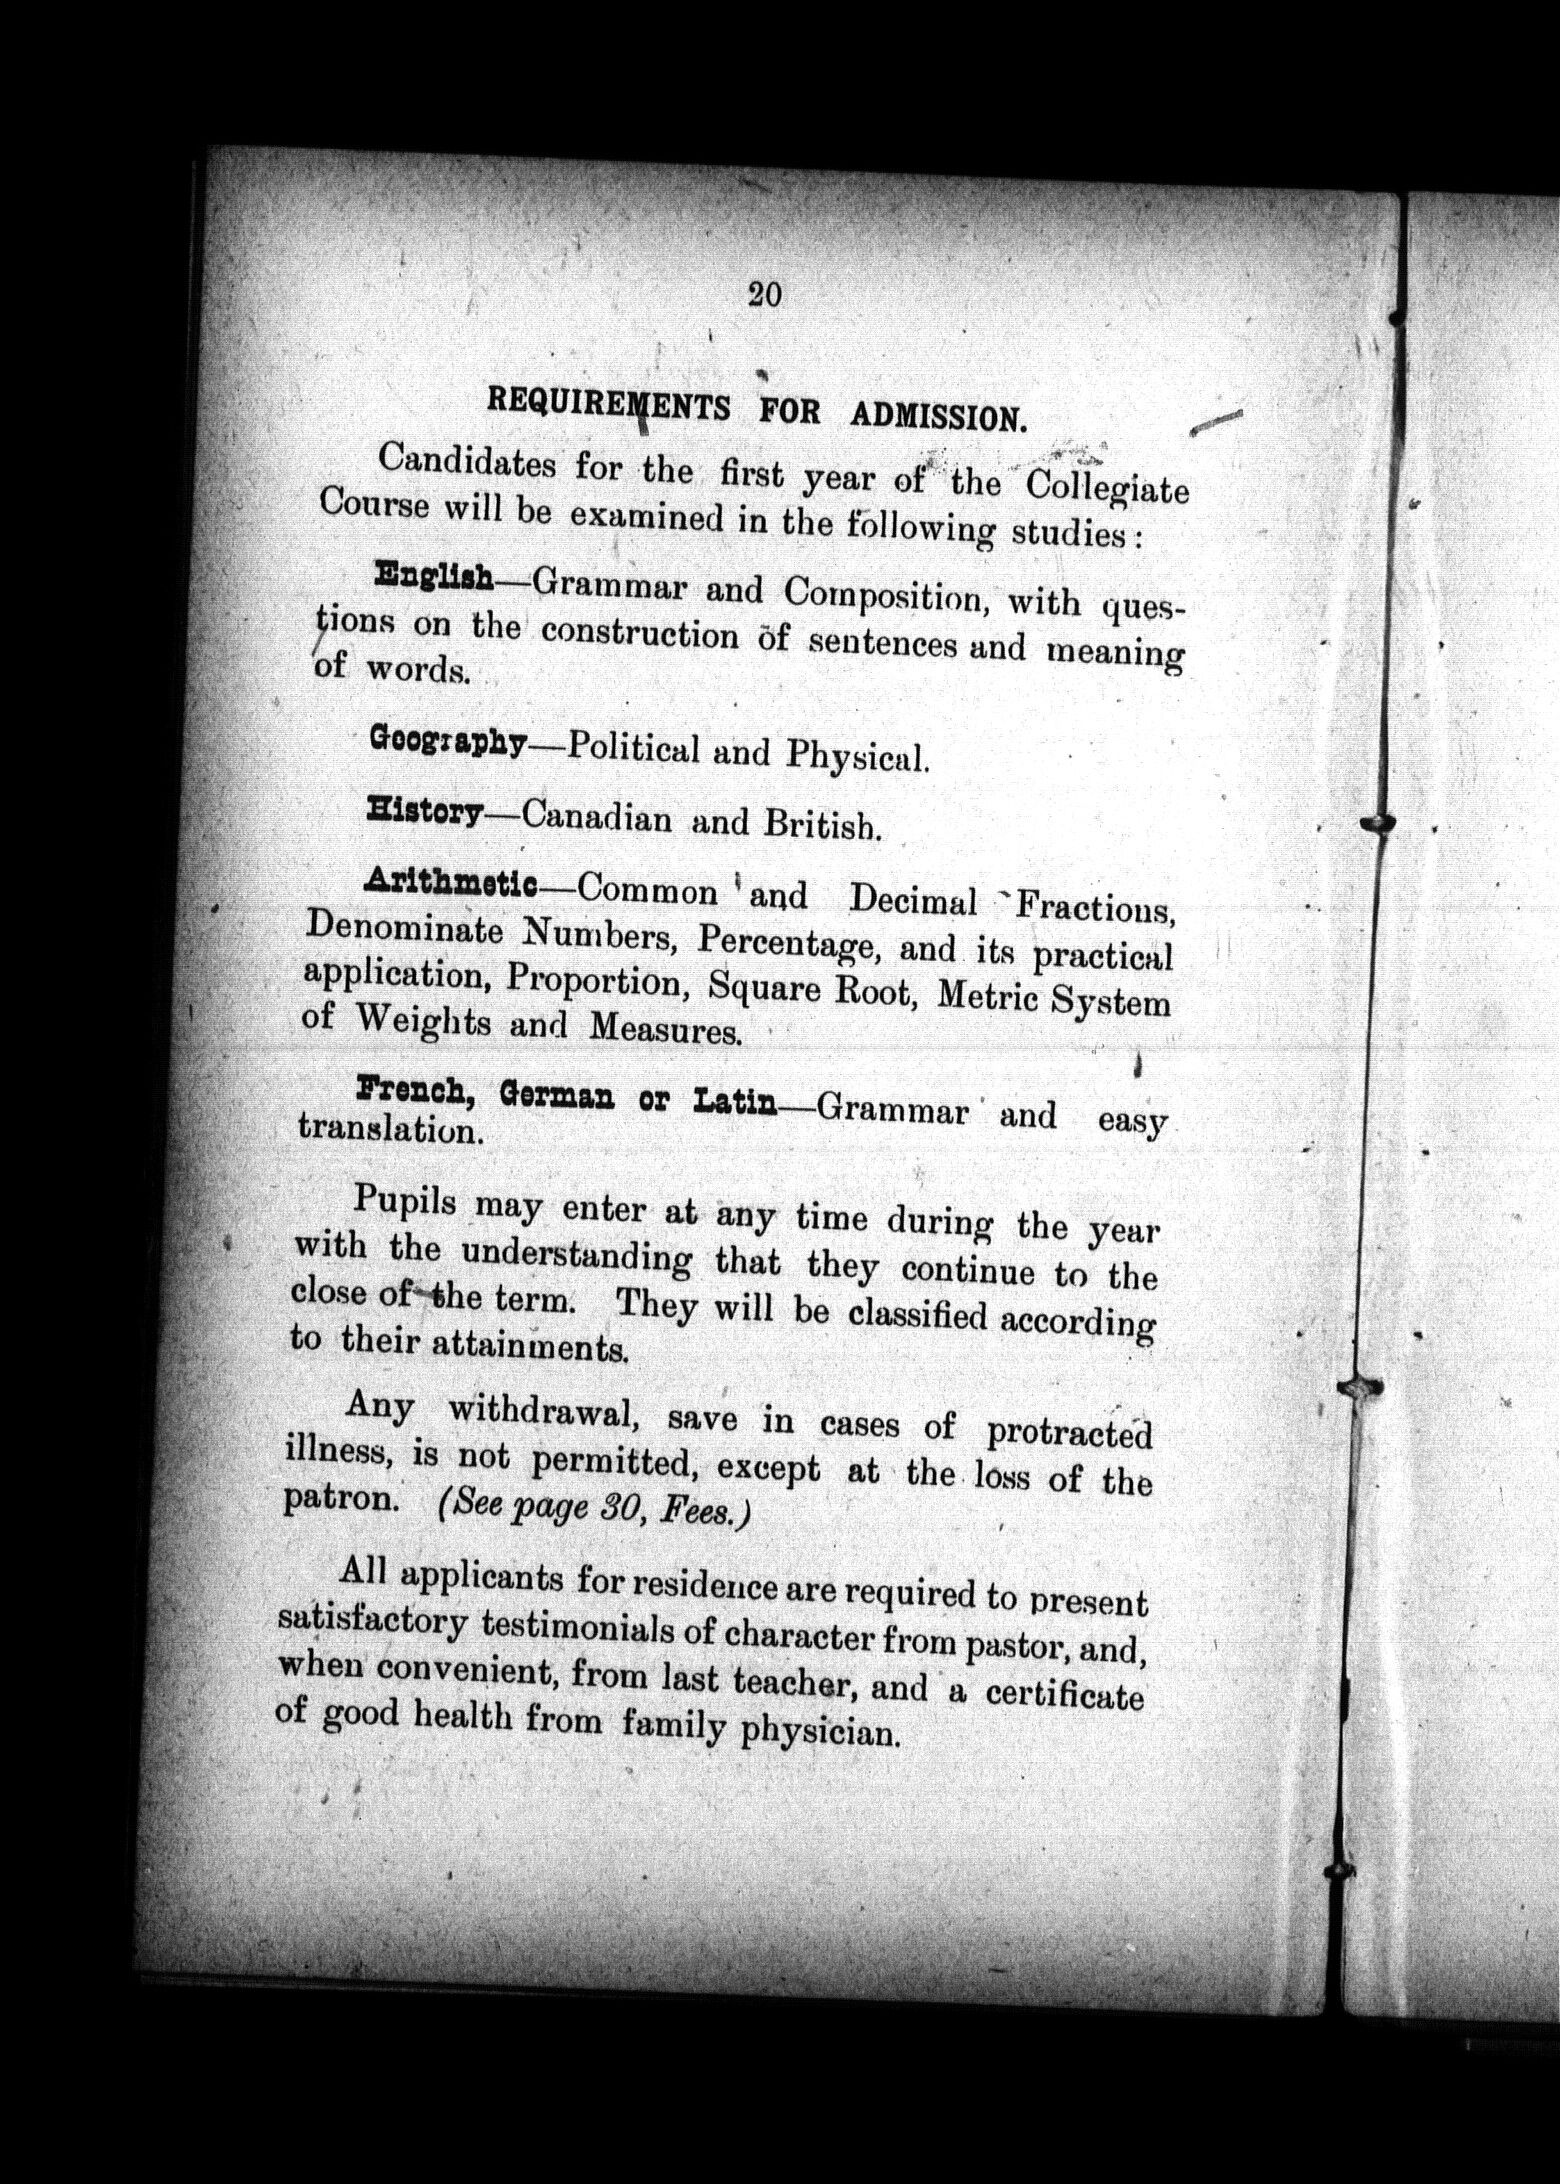 20
REQUIREMENTS FOR ADMISSION.
Candidates for the first year of the Collegiate
Course will be examined in the following studies:
English—Grammar and Composition, with ques-
tions on the construction of sentences and meaning
of words.
Geography—Political and Physical.
History—Canadian and British.
Arithmetic—Common and Decimal Fractions,
Denominate Numbers, Percentage, and its practical
application, Proportion, Square Root, Metric System
of Weights and Measures.
French, German or Latin—Grammar and easy
translation.
Pupils may enter at any time during the year
with the understanding that they continue to the
close of the term. They will be classified according
to their attainments.
Any withdrawal, save in cases of protracted
illness, is not permitted, except at the loss of the
patron. (See page 30, Fees.)
All applicants for residence are required to present
satisfactory testimonials of character from pastor, and,
when convenient, from last teacher, and a certificate
of good health from family physician.